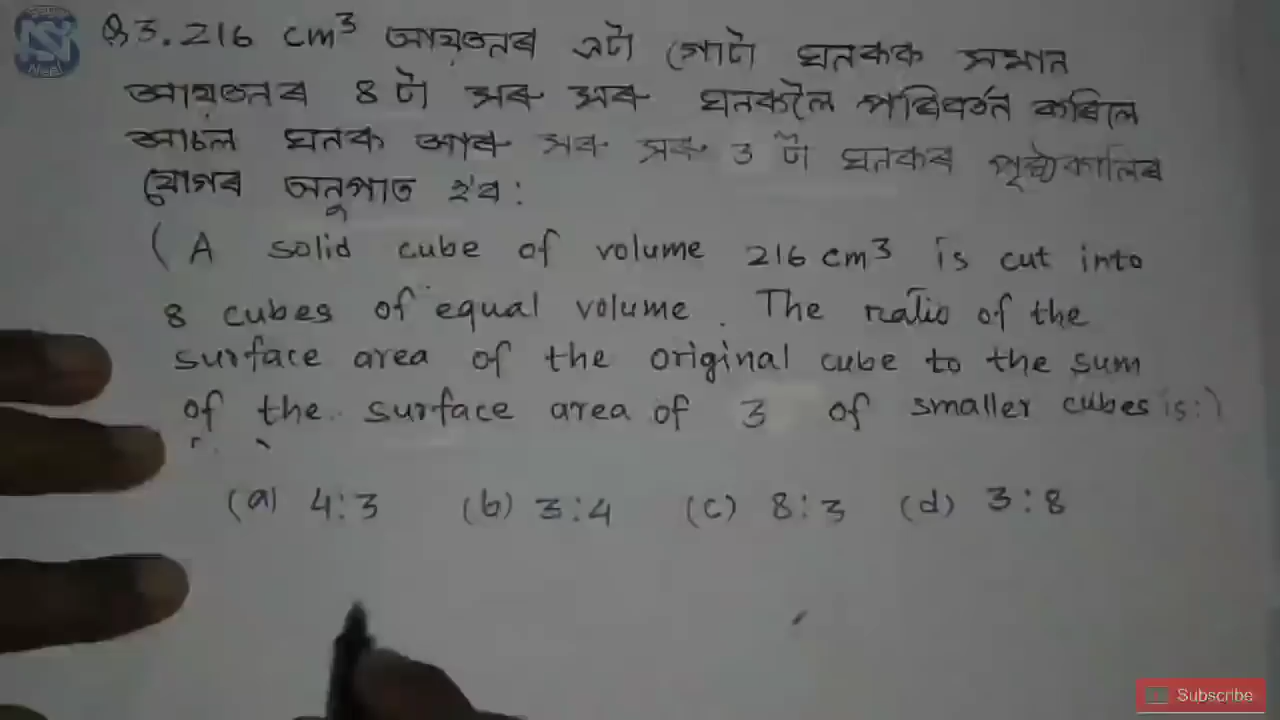 Q3. 216 cm³ আয়তনৰ এটা গোটা ঘনকক সমান
আয়তনৰ 8 টা সৰু সৰু ঘনকলৈ পৰিবৰ্তন কৰিলে
আচল ঘনক আৰু সৰু সৰু 3 টা ঘনকৰ পৃষ্ঠকালিৰ
যোগৰ অনুপাত হ'ব:
(A solid cube of volume 216 cm³ is cut into
8 cubes of equal volume. The ratio of the
surface area of the original cube to the sum
of the surface area of 3 of smaller cubes is:)
(a) 4:3 (b) 3:4 (c) 8:3 (d) 3:8
Subscribe